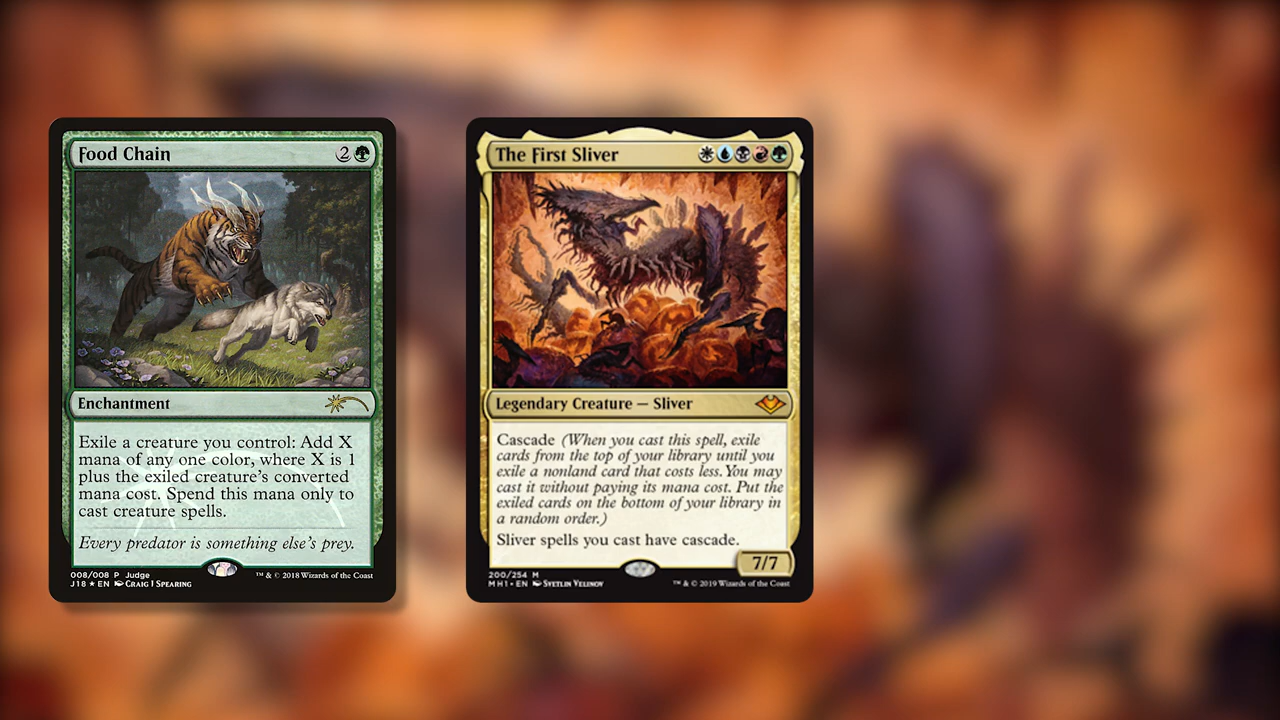 Food Chain 2
Enchantment
Exile a creature you control: Add X
mana of any one color, where X is 1
plus the exiled creature's converted
mana cost. Spend this mana only to
cast creature spells.
Every predator is something else's prey.
008/008 P Judge
J18 ★ EN CRAIG J SPEARING
™ & © 2018 Wizards of the Coast
The First Sliver
Legendary Creature — Sliver
Cascade (When you cast this spell, exile
cards from the top of your library until you
exile a nonland card that costs less. You may
cast it without paying its mana cost. Put the
exiled cards on the bottom of your library in
a random order.)
Sliver spells you cast have cascade.
7/7
200/254 M
MH1 • EN SVETLIN VELINOV
™ & © 2019 Wizards of the Coast